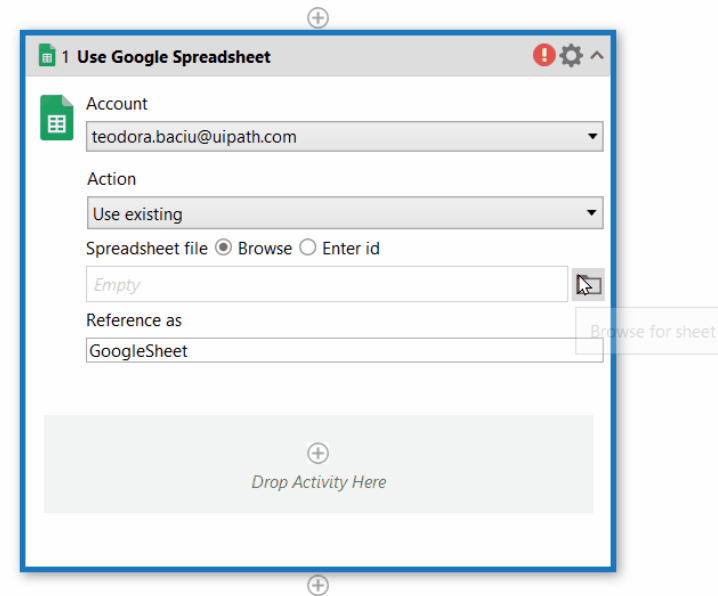 1 Use Google Spreadsheet
Account
teodora.baciu@uipath.com
Action
Use existing
Spreadsheet file Browse Enter id
Empty
Browse for sheet
Reference as
GoogleSheet
Drop Activity Here